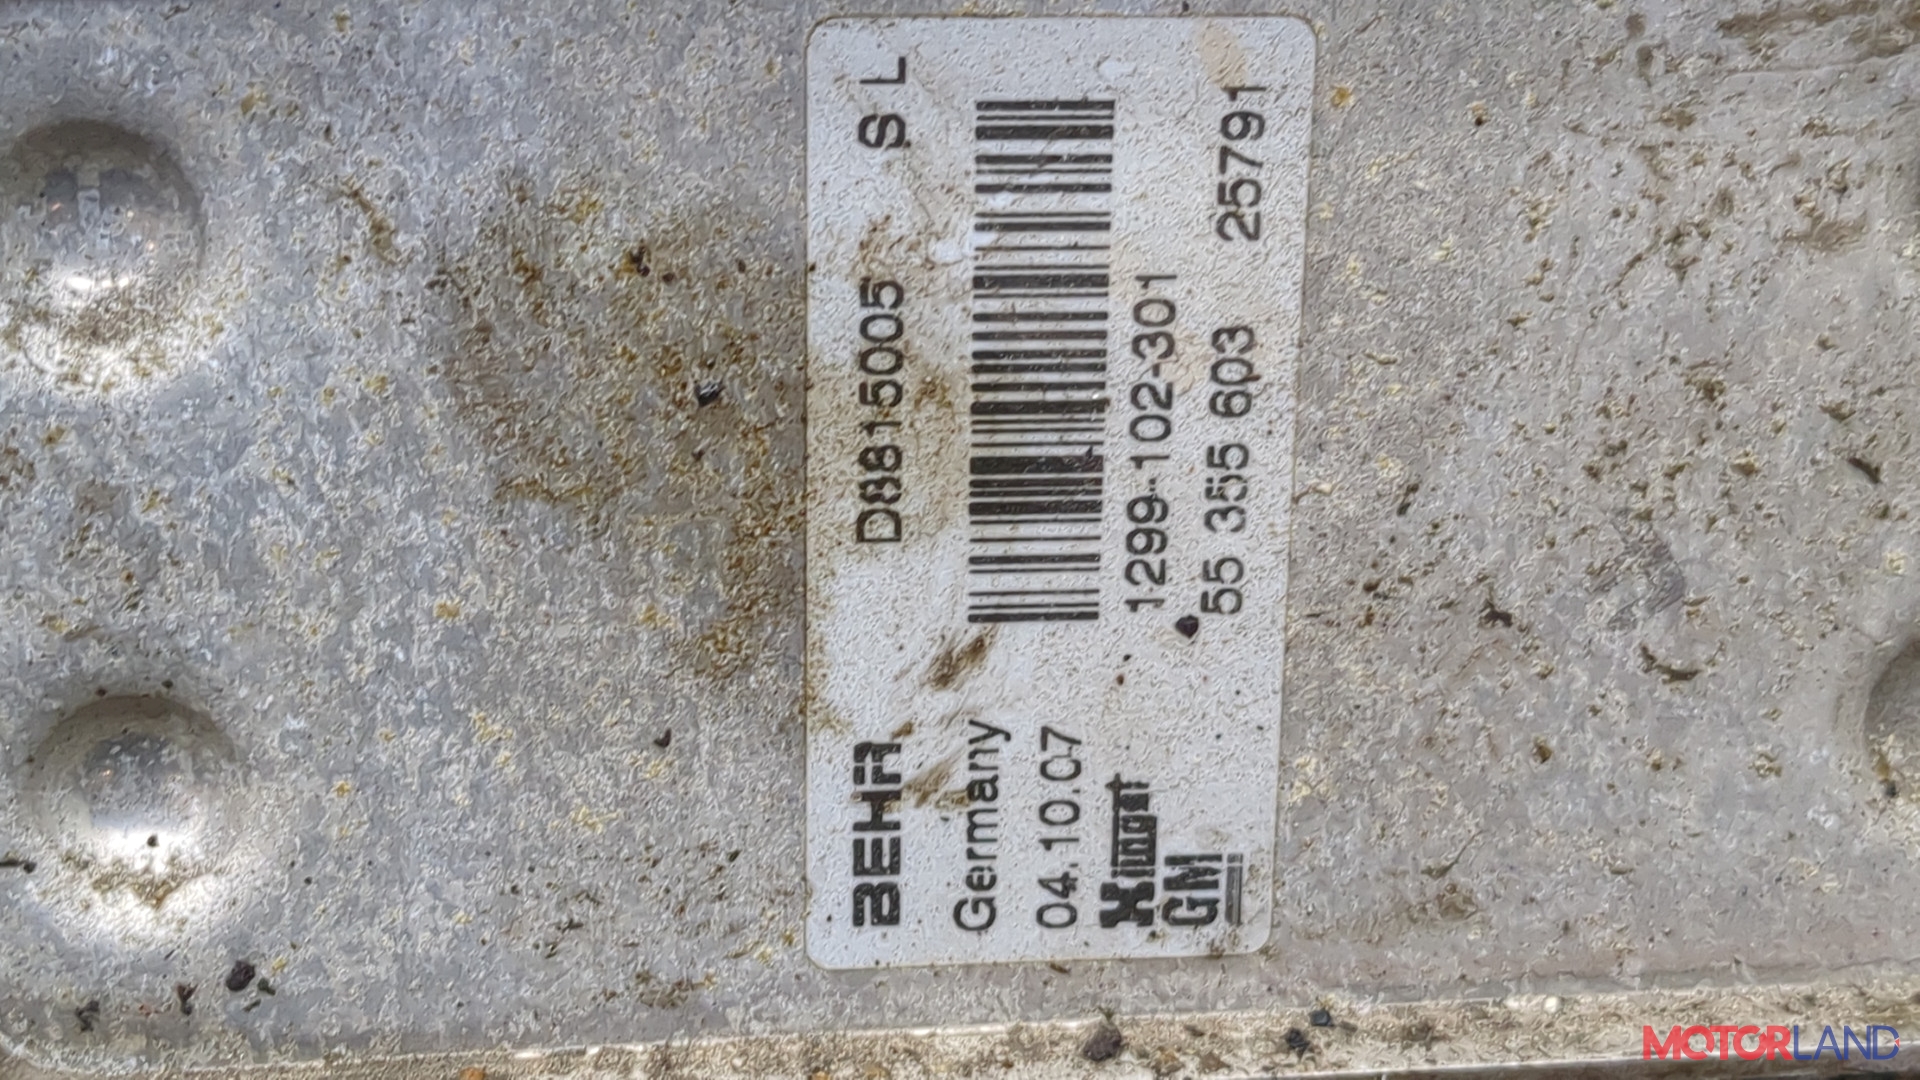 BEHR D8815005 S L
Germany
04.10.07
1299-102-301
GM 55 355 603 25791
MOTORLAND